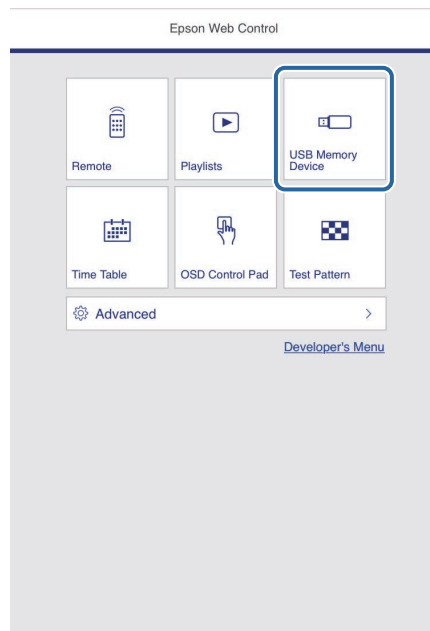 Epson Web Control
Remote
Playlists
USB Memory
Device
Time Table
OSD Control Pad
Test Pattern
Advanced
Developer's Menu